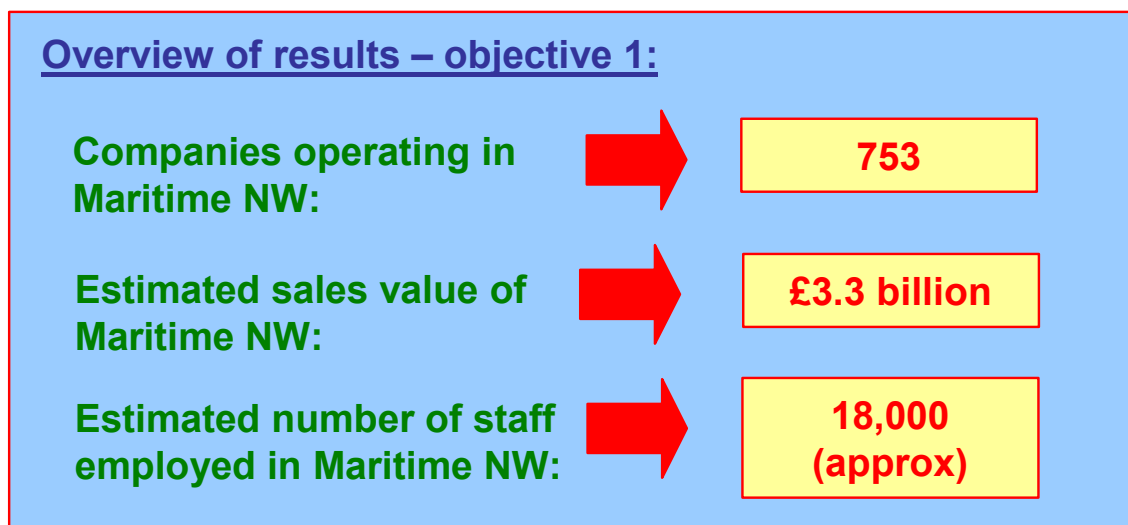 Overview of results – objective 1:
Companies operating in
Maritime NW:
753
Estimated sales value of
Maritime NW:
£3.3 billion
Estimated number of staff
employed in Maritime NW:
18,000
(approx)